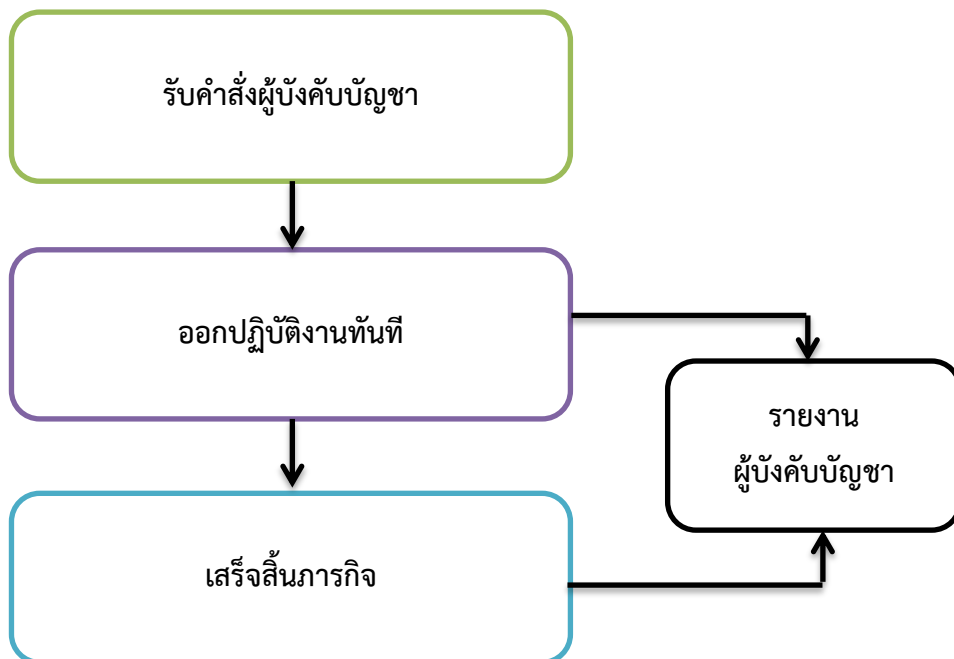 รับคำสั่งผู้บังคับบัญชา
ออกปฏิบัติงานทันที
รายงาน
ผู้บังคับบัญชา
เสร็จสิ้นภารกิจ